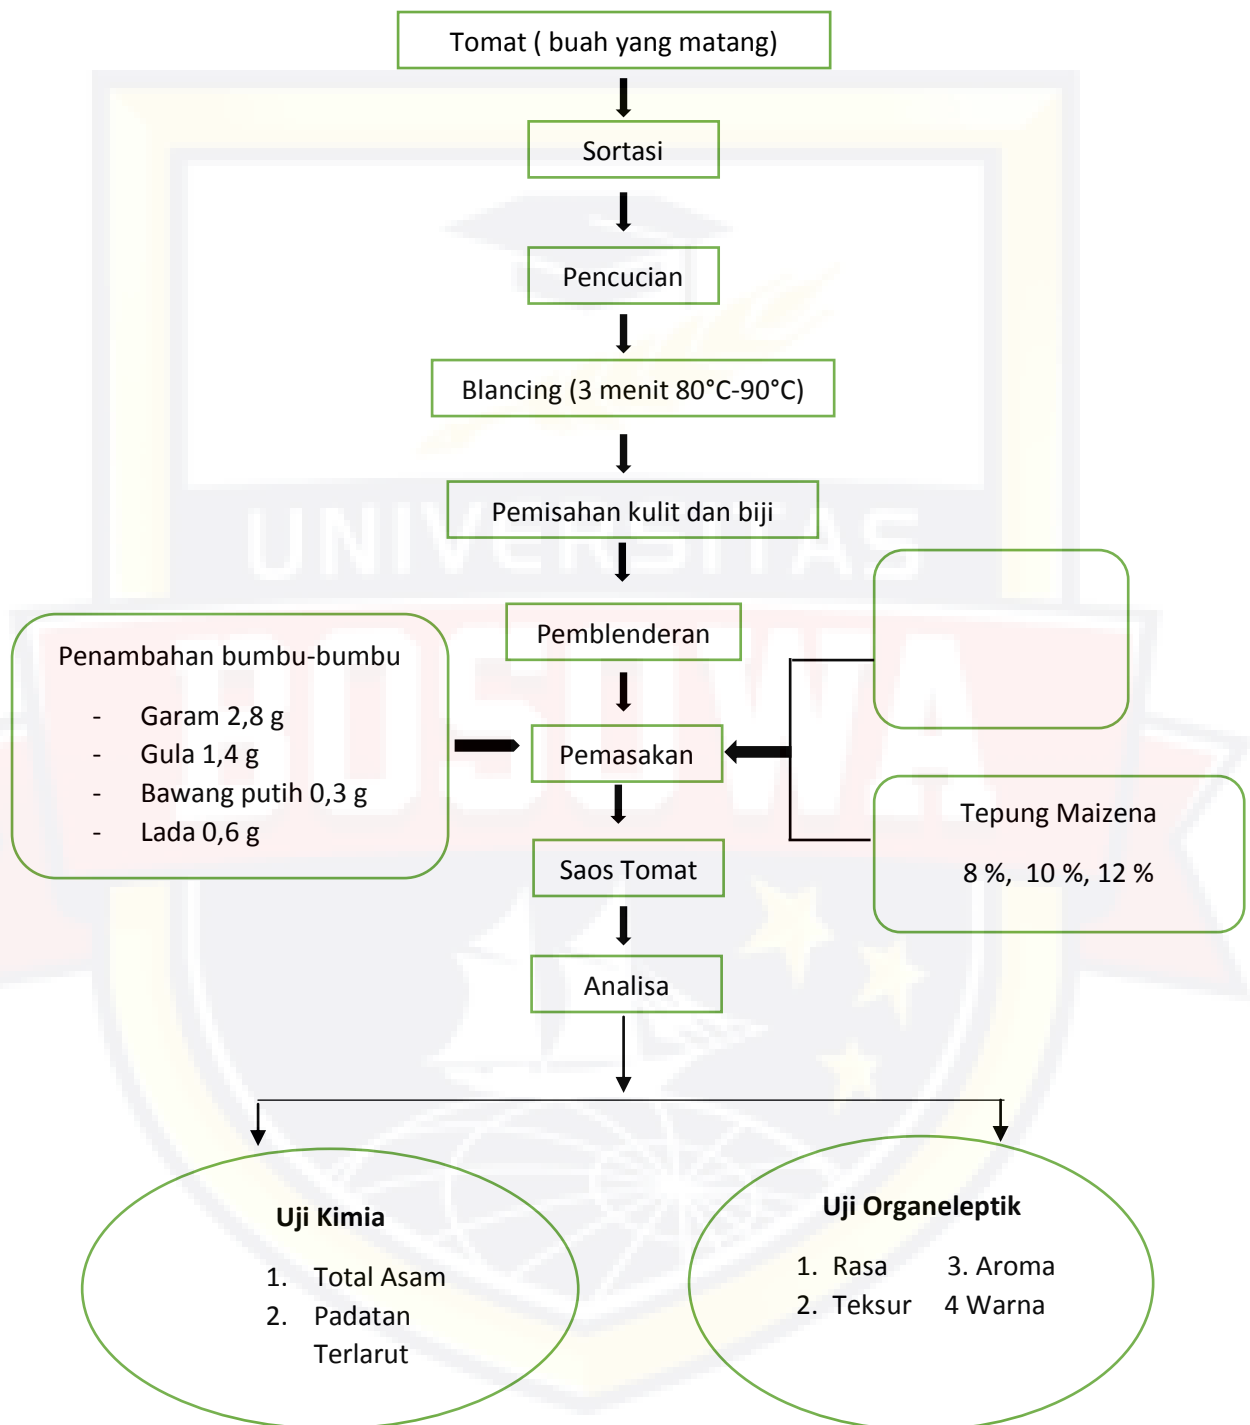 Tomat ( buah yang matang)
Sortasi
Pencucian
Blancing (3 menit 80°C-90°C)
Pemisahan kulit dan biji
Pemblenderan
Penambahan bumbu-bumbu
- Garam 2,8 g
- Gula 1,4 g
- Bawang putih 0,3 g
- Lada 0,6 g
Pemasakan
Tepung Maizena
8 %, 10 %, 12 %
Saos Tomat
Analisa
Uji Kimia
1. Total Asam
2. Padatan
Terlarut
Uji Organeleptik
1. Rasa 3. Aroma
2. Teksur 4 Warna
UNIVERSITAS
BOSOWA